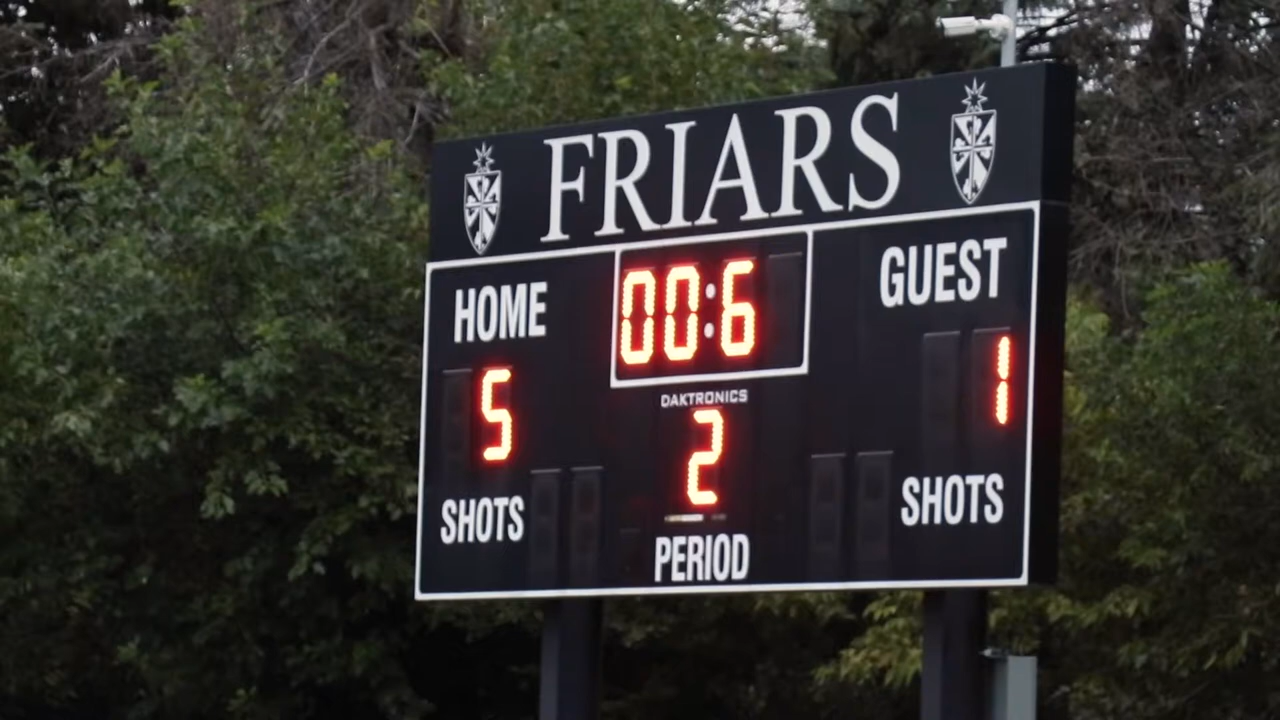 FRIARS
HOME
00:6
GUEST
5
DAKTRONICS
2
1
SHOTS
PERIOD
SHOTS